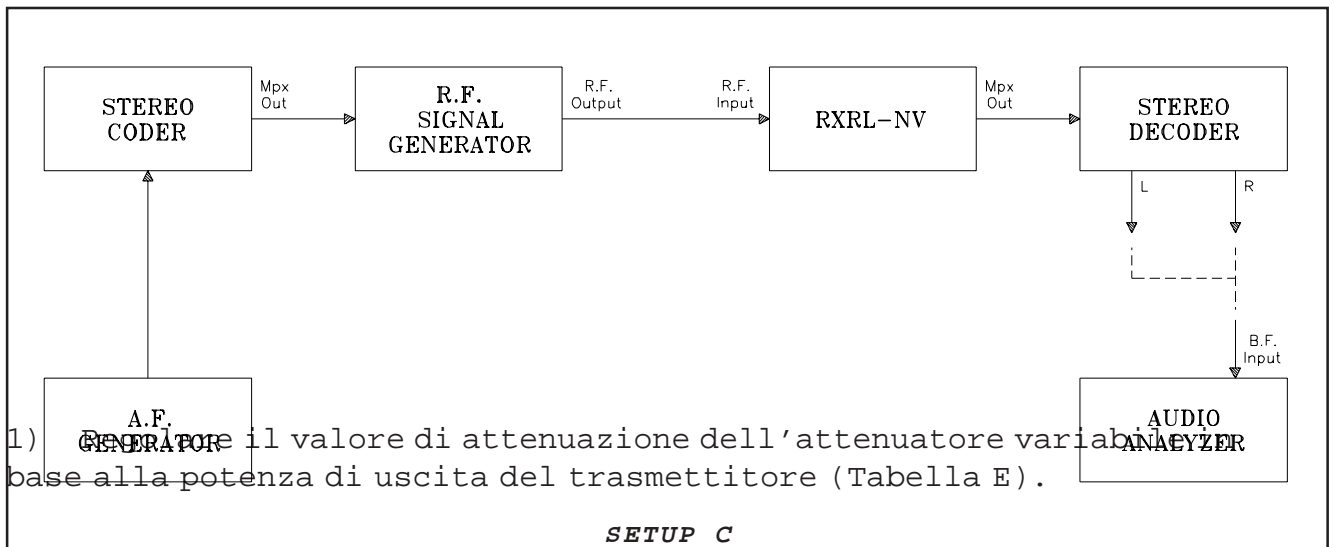 STEREO
CODER
Mpx
Out
R.F.
SIGNAL
GENERATOR
R.F.
Output
R.F.
Input
RXRL-NV
Mpx
Out
STEREO
DECODER
L
R
B.F.
Input
A.F.
GENERATOR
AUDIO
ANALYZER
1) Regolare il valore di attenuazione dell'attenuatore variabile in
base alla potenza di uscita del trasmettitore (Tabella E).
SETUP C